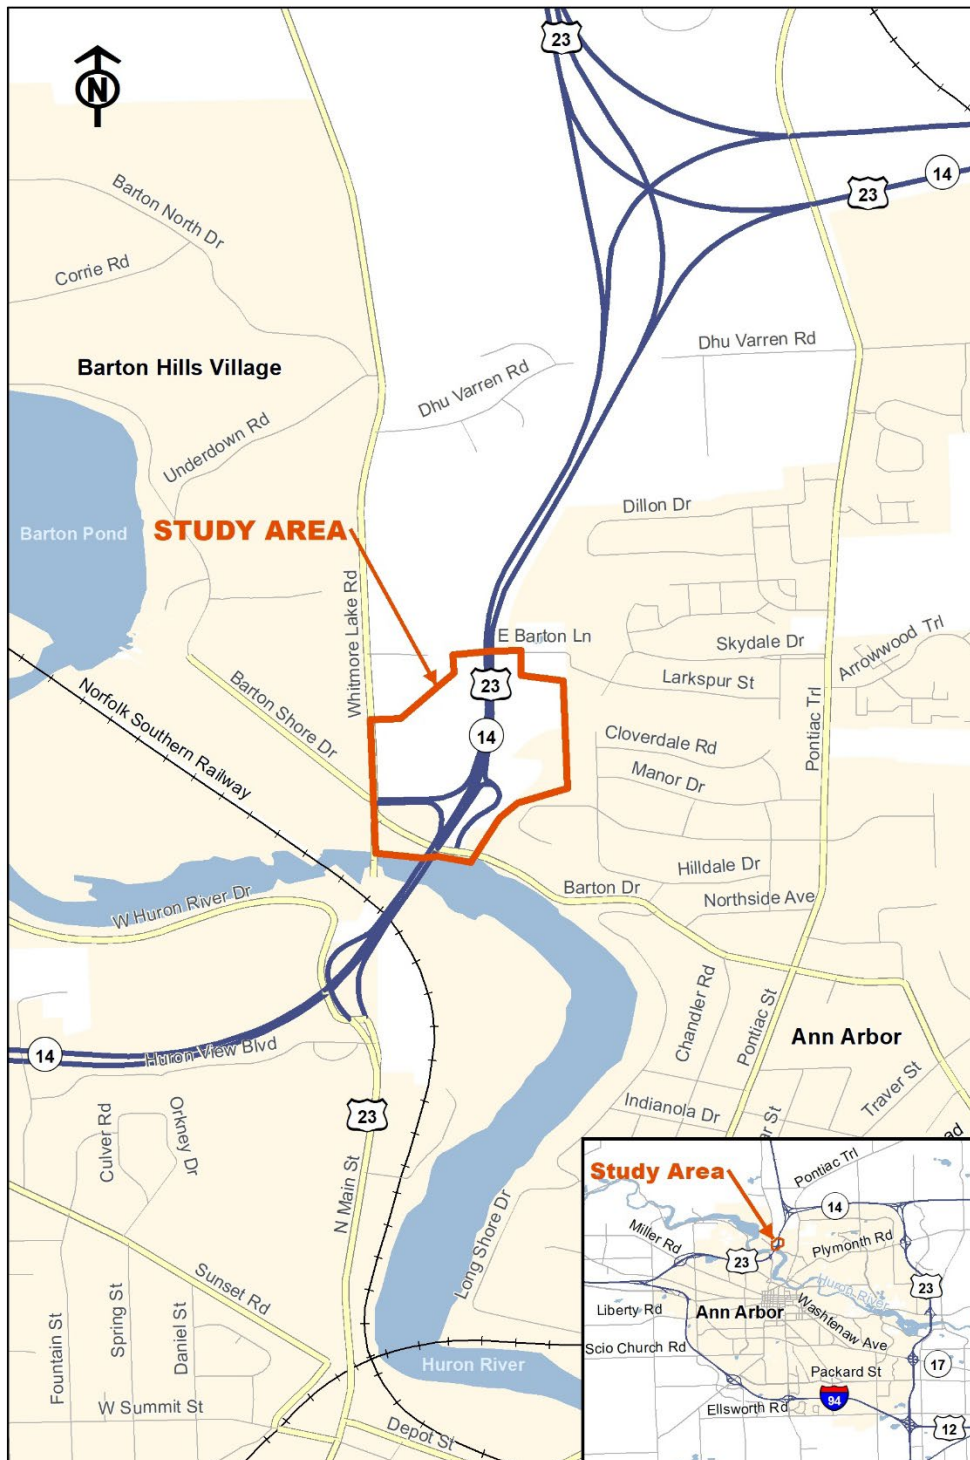 23
N
14
23
Barton North Dr
Corrie Rd
Dhu Varren Rd
Barton Hills Village
Dhu Varren Rd
Underdown Rd
Dillon Dr
Barton Pond
STUDY AREA
Whitmore Lake Rd
E Barton Ln
Skydale Dr
Arrowwood Trl
Larkspur St
23
Barton Shore Dr
Norfolk Southern Railway
14
Pontiac Trl
Cloverdale Rd
Manor Dr
Hilldale Dr
Barton Dr
Northside Ave
W Huron River Dr
Chandler Rd
Pontiac St
Ann Arbor
14
Huron View Blvd
Traver St
Indianola Dr
23
Culver Rd
Orkney Dr
N Main St
Long Shore Dr
Sunset Rd
Fountain St
Spring St
Daniel St
Huron River
W Summit St
Depot St
Study Area
Pontiac Trl
14
Miller Rd
Plymonth Rd
23
23
Huron River
Liberty Rd
Ann Arbor
Washtenaw Ave
Scio Church Rd
17
Packard St
Ellsworth Rd
94
12